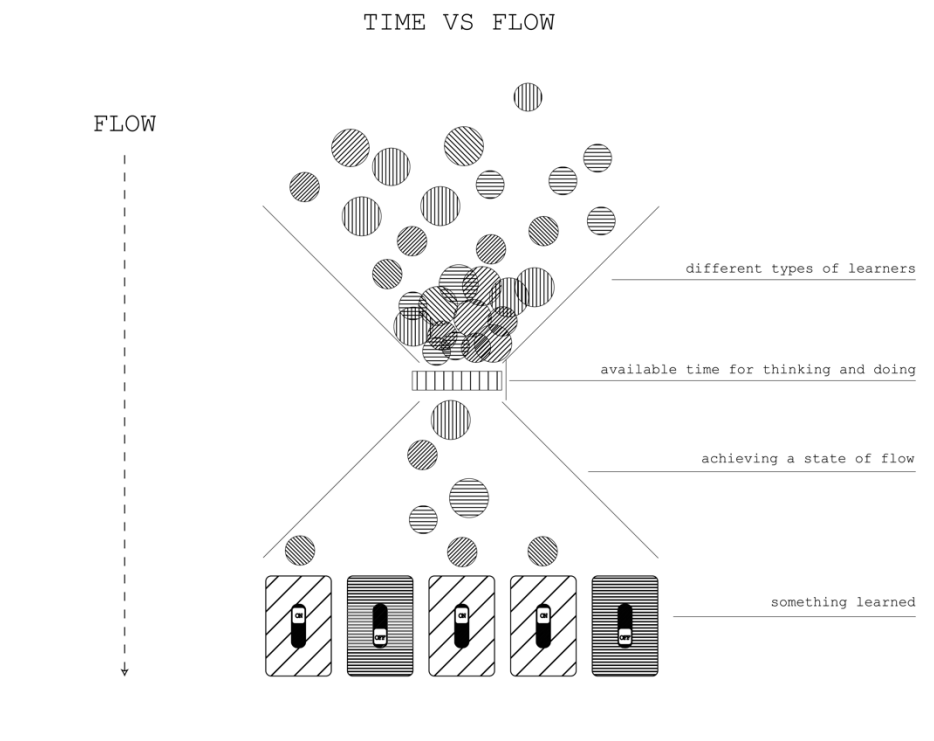 TIME VS FLOW
FLOW
different types of learners
available time for thinking and doing
achieving a state of flow
something learned
ON
OFF
ON
ON
OFF